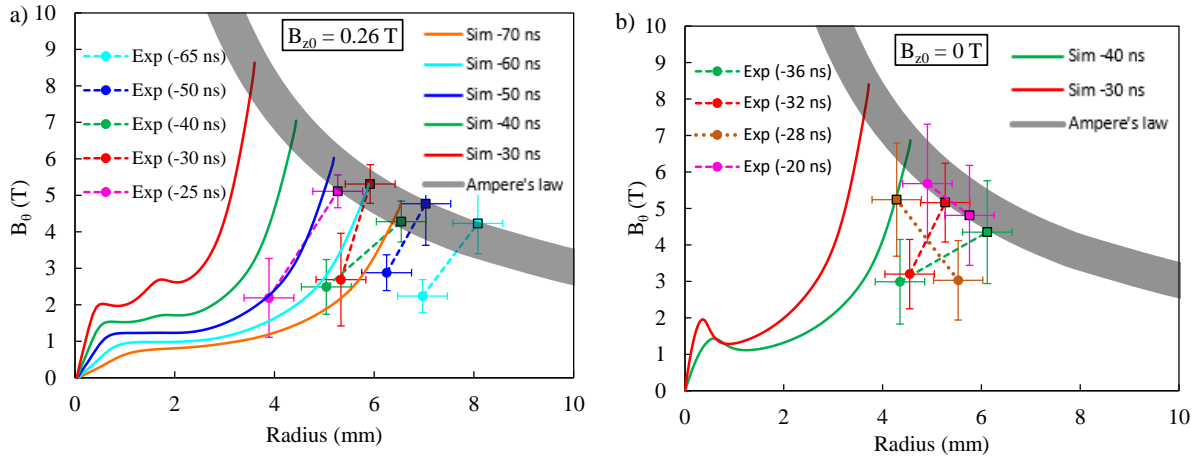 a)
B_z0 = 0.26 T
Exp (-65 ns)
Exp (-50 ns)
Exp (-40 ns)
Exp (-30 ns)
Exp (-25 ns)
Sim -70 ns
Sim -60 ns
Sim -50 ns
Sim -40 ns
Sim -30 ns
Ampere's law
B_θ (T)
10
9
8
7
6
5
4
3
2
1
0
0 2 4 6 8 10
Radius (mm)
b)
B_z0 = 0 T
Exp (-36 ns)
Exp (-32 ns)
Exp (-28 ns)
Exp (-20 ns)
Sim -40 ns
Sim -30 ns
Ampere's law
B_θ (T)
10
9
8
7
6
5
4
3
2
1
0
0 2 4 6 8 10
Radius (mm)